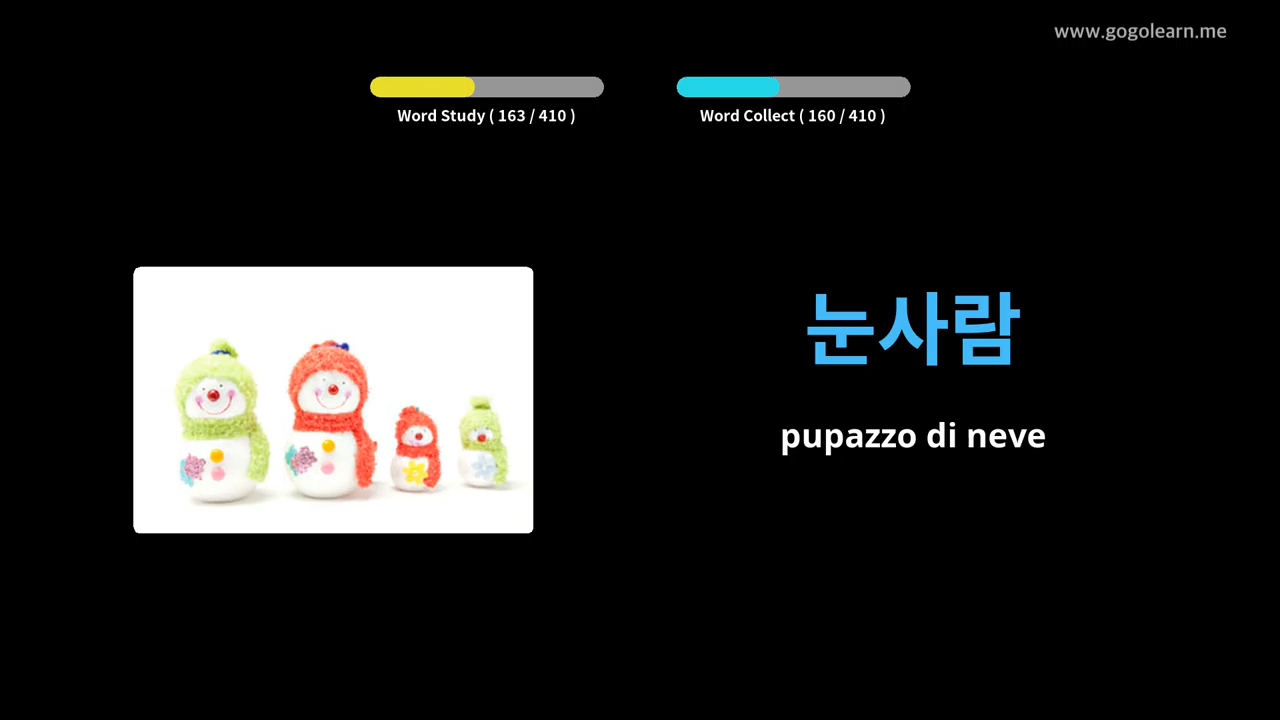 www.gogolearn.me
Word Study ( 163 / 410 )
Word Collect ( 160 / 410 )
눈사람
pupazzo di neve